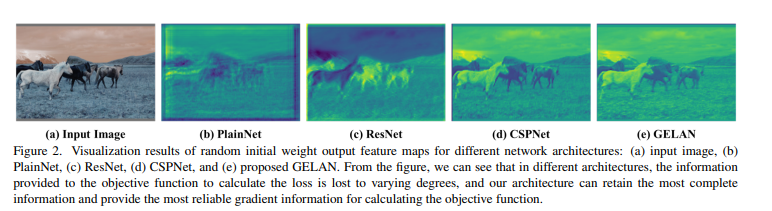 (a) Input Image (b) PlainNet (c) ResNet (d) CSPNet (e) GELAN
Figure 2. Visualization results of random initial weight output feature maps for different network architectures: (a) input image, (b)
PlainNet, (c) ResNet, (d) CSPNet, and (e) proposed GELAN. From the figure, we can see that in different architectures, the information
provided to the objective function to calculate the loss is lost to varying degrees, and our architecture can retain the most complete
information and provide the most reliable gradient information for calculating the objective function.